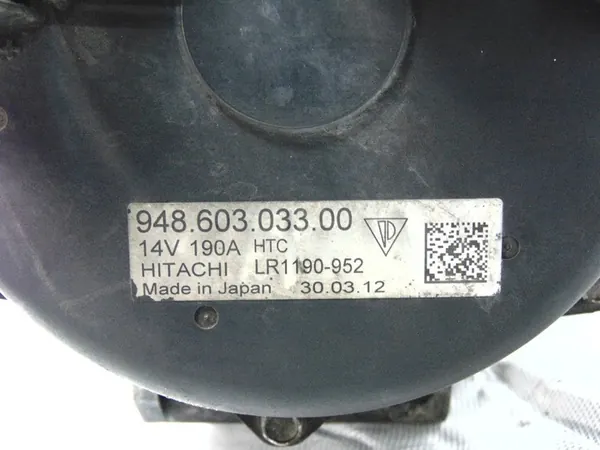 948.603.033.00
14V 190A HTC
HITACHI LR1190-952
Made in Japan 30.03.12